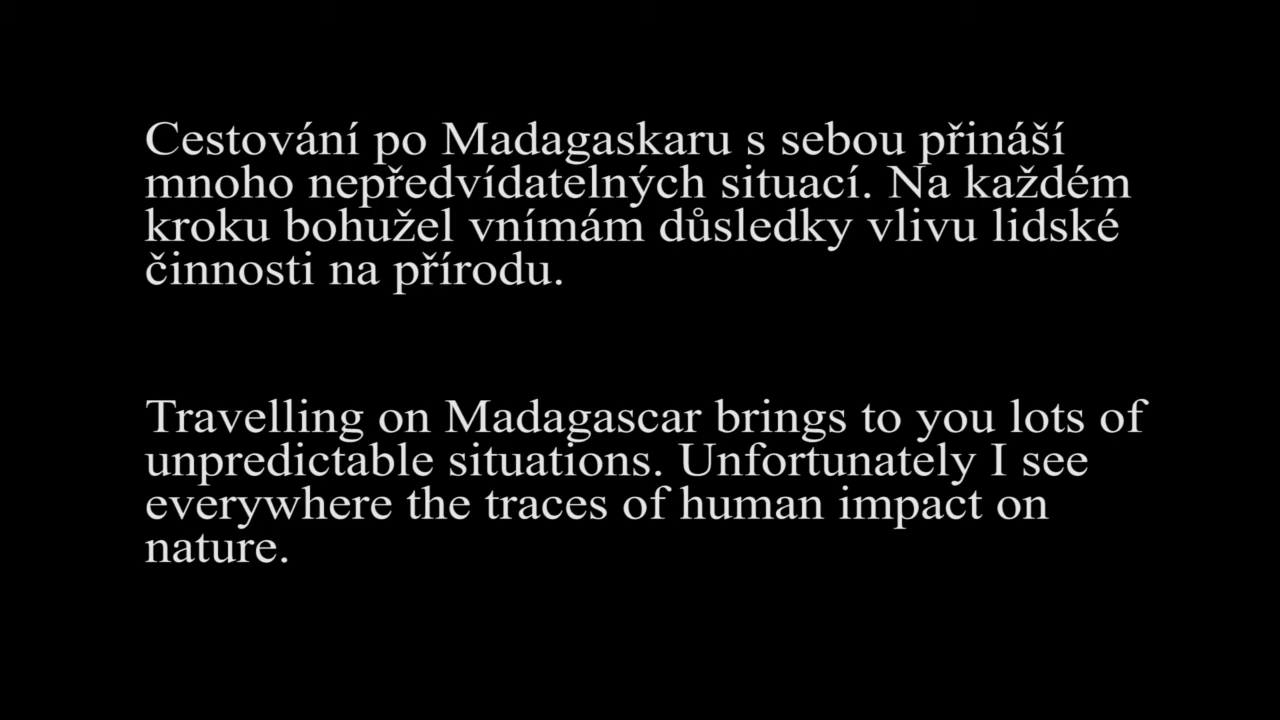 Cestování po Madagaskaru s sebou přináší
mnoho nepředvídatelných situací. Na každém
kroku bohužel vnímám důsledky vlivu lidské
činnosti na přírodu.
Travelling on Madagascar brings to you lots of
unpredictable situations. Unfortunately I see
everywhere the traces of human impact on
nature.